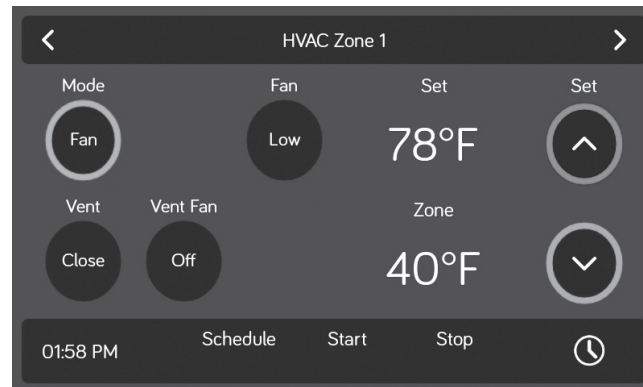 HVAC Zone 1
Mode Fan Set Set
Fan Low 78°F
Vent Vent Fan Zone
Close Off 40°F
01:58 PM Schedule Start Stop